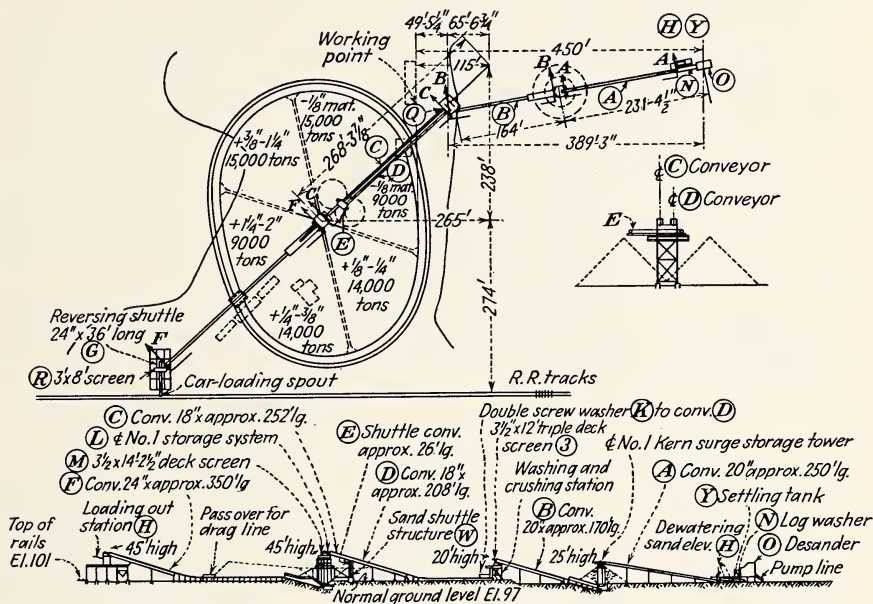 49'-5¼" 65'-6¾"
Working
point
450'
115'
H Y
A
B
A
N
O
B
C
Q
-⅛" mat.
15,000
tons
+⅜"-1¼"
15,000 tons
268'-3⅞"
C
D
-⅛ mat.
9000
tons
B
164'
A
231'-4½"
389'-3"
238'
C Conveyor
D Conveyor
E
C
F
265'
E
+1¼"-2"
9000
tons
+⅛"-¼"
14,000
tons
+¼"-⅜"
14,000
tons
274'
Reversing shuttle
24"x 36' long
F
G
R 3'x8' screen
Car-loading spout
R.R. tracks
C Conv. 18"x approx. 252' lg.
L ¢ No.1 storage system
M 3½'x14'-2½" deck screen
F Conv. 24"x approx. 350' lg
E Shuttle conv.
approx. 26' lg.
D Conv. 18"x
approx. 208' lg.
Double screw washer K to conv. D
3½'x12' triple deck
screen 3
¢ No.1 Kern surge storage tower
Washing and
crushing station
A Conv. 20"approx. 250' lg.
Y Settling tank
B Conv.
20"x approx. 170' lg.
N Log washer
O Desander
Loading out
station H
Pass over for
drag line
Sand shuttle
structure W
Dewatering
sand elev. H
Pump line
Top of
rails
El. 101
45' high
45' high
20' high
25' high
Normal ground level El. 97